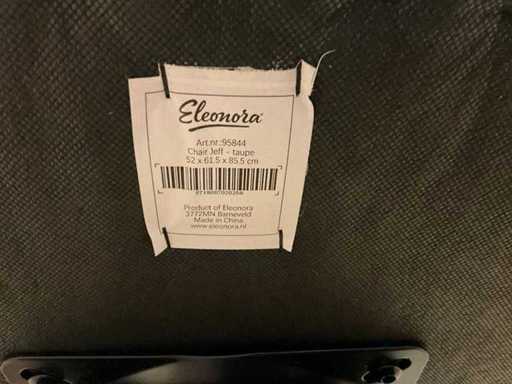 Eleonora
Art.nr.:95844
Chair Jeff - taupe
52 x 61.5 x 85.5 cm
Product of Eleonora
3772MN Barneveld
Made in China
www.eleonora.nl